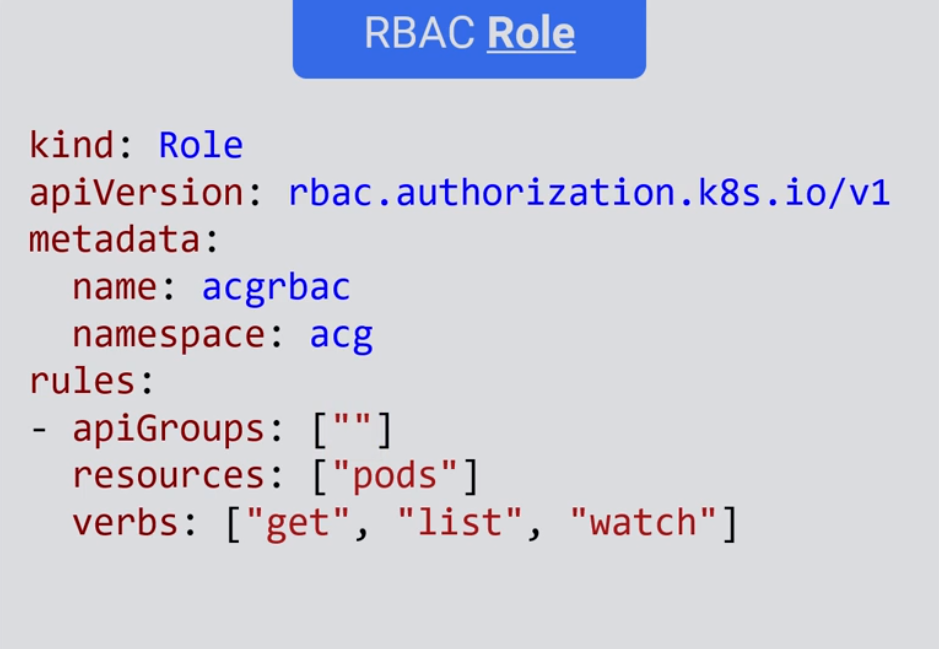 RBAC Role
kind: Role
apiVersion: rbac.authorization.k8s.io/v1
metadata:
  name: acgrbac
  namespace: acg
rules:
- apiGroups: [""]
  resources: ["pods"]
  verbs: ["get", "list", "watch"]